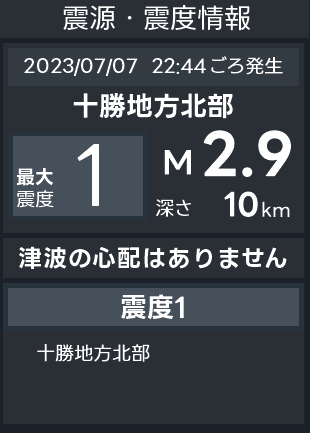 震源・震度情報
2023/07/07 22:44ごろ発生
十勝地方北部
最大震度 1
M 2.9
深さ 10km
津波の心配はありません
震度1
十勝地方北部